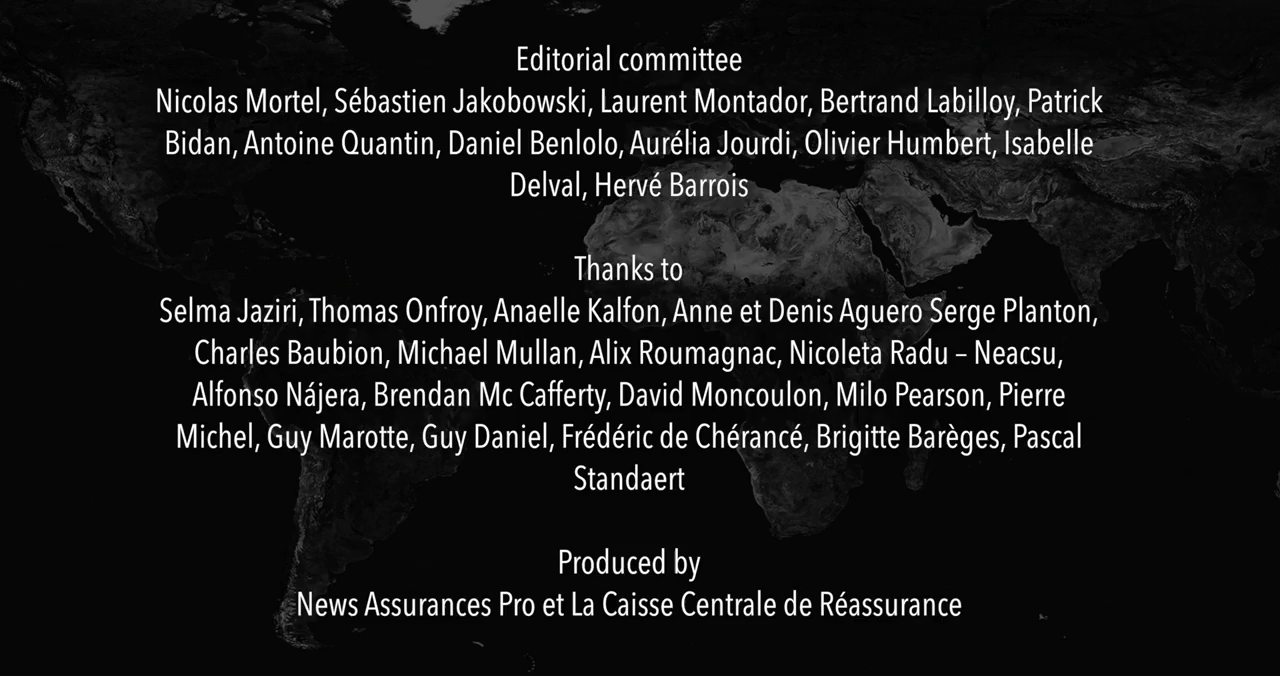 Editorial committee
Nicolas Mortel, Sébastien Jakobowski, Laurent Montador, Bertrand Labilloy, Patrick
Bidan, Antoine Quantin, Daniel Benlolo, Aurélia Jourdi, Olivier Humbert, Isabelle
Delval, Hervé Barrois
Thanks to
Selma Jaziri, Thomas Onfroy, Anaelle Kalfon, Anne et Denis Aguero Serge Planton,
Charles Baubion, Michael Mullan, Alix Roumagnac, Nicoleta Radu – Neacsu,
Alfonso Nájera, Brendan Mc Cafferty, David Moncoulon, Milo Pearson, Pierre
Michel, Guy Marotte, Guy Daniel, Frédéric de Chérancé, Brigitte Barèges, Pascal
Standaert
Produced by
News Assurances Pro et La Caisse Centrale de Réassurance